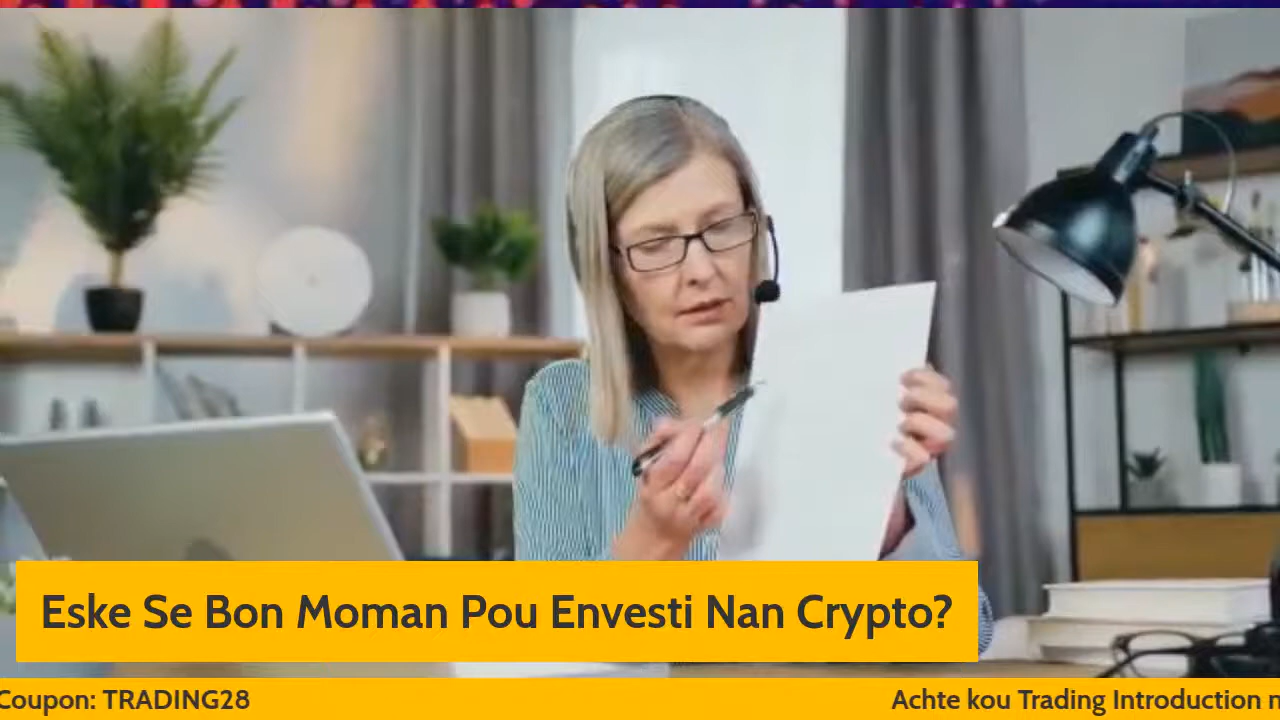 Eske Se Bon Moman Pou Envesti Nan Crypto?
Coupon: TRADING28
Achte kou Trading Introduction